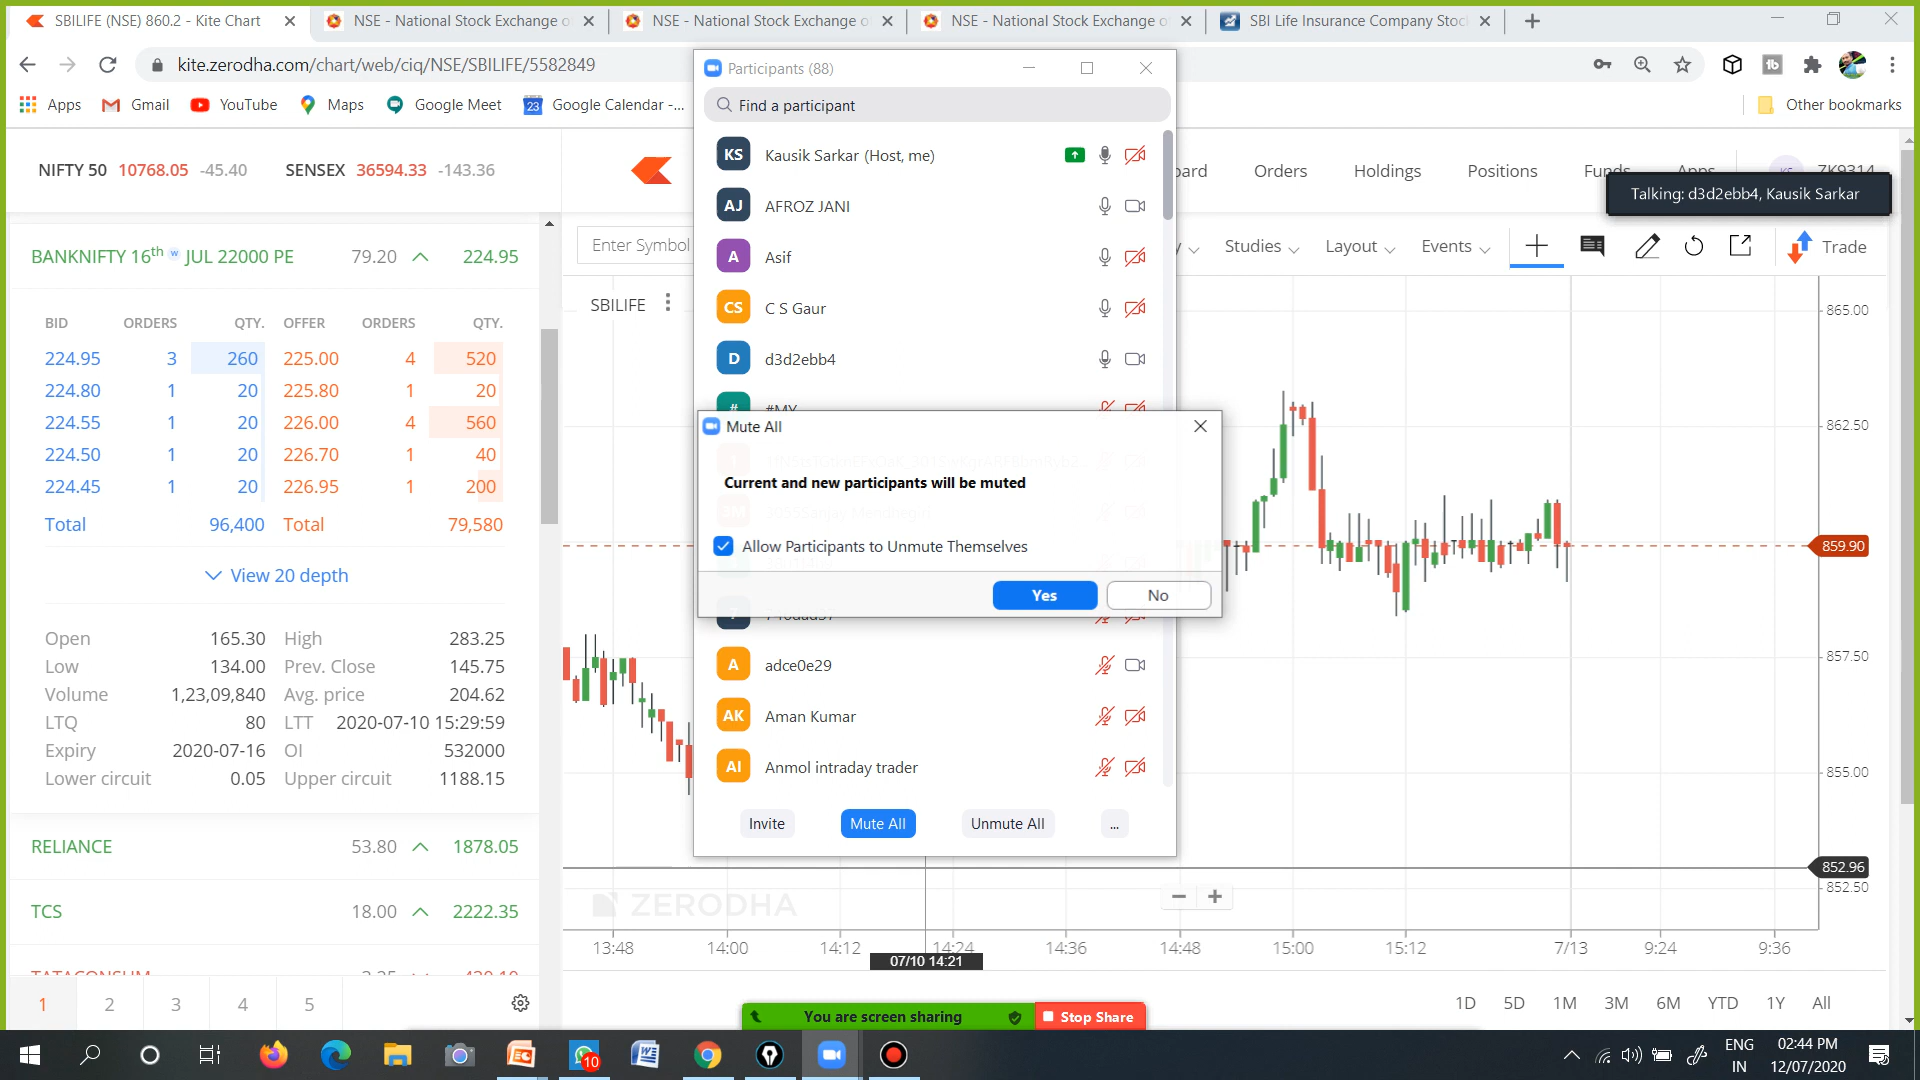 SBILIFE (NSE) 860.2 - Kite Chart
NSE - National Stock Exchange o
NSE - National Stock Exchange o
NSE - National Stock Exchange o
SBI Life Insurance Company Stoc
kite.zerodha.com/chart/web/ciq/NSE/SBILIFE/5582849
Apps
Gmail
YouTube
Maps
Google Meet
23
Google Calendar -...
Other bookmarks
NIFTY 50 10768.05 -45.40
SENSEX 36594.33 -143.36
BANKNIFTY 16th w JUL 22000 PE 79.20 224.95
BID ORDERS QTY. OFFER ORDERS QTY.
224.95 3 260 225.00 4 520
224.80 1 20 225.80 1 20
224.55 1 20 226.00 4 560
224.50 1 20 226.70 1 40
224.45 1 20 226.95 1 200
Total 96,400 Total 79,580
View 20 depth
Open 165.30 High 283.25
Low 134.00 Prev. Close 145.75
Volume 1,23,09,840 Avg. price 204.62
LTQ 80 LTT 2020-07-10 15:29:59
Expiry 2020-07-16 OI 532000
Lower circuit 0.05 Upper circuit 1188.15
RELIANCE 53.80 1878.05
TCS 18.00 2222.35
1 2 3 4 5
Participants (88)
Find a participant
KS Kausik Sarkar (Host, me)
AJ AFROZ JANI
A Asif
CS C S Gaur
D d3d2ebb4
# #MY
Mute All
Current and new participants will be muted
Allow Participants to Unmute Themselves
Yes No
A adce0e29
AK Aman Kumar
AI Anmol intraday trader
Invite Mute All Unmute All ...
oard Orders Holdings Positions Funds Apps ZK9314
Talking: d3d2ebb4, Kausik Sarkar
Enter Symbol
y Studies Layout Events Trade
SBILIFE
865.00
862.50
859.90
857.50
855.00
852.96
852.50
ZERODHA
13:48 14:00 14:12 14:24 14:36 14:48 15:00 15:12 7/13 9:24 9:36
07/10 14:21
1D 5D 1M 3M 6M YTD 1Y All
You are screen sharing Stop Share
10
ENG
IN
02:44 PM
12/07/2020